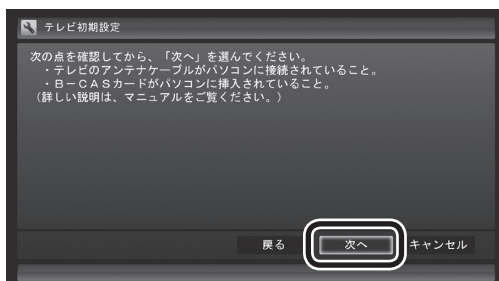 テレビ初期設定
次の点を確認してから、「次へ」を選んでください。
・テレビのアンテナケーブルがパソコンに接続されていること。
・B－CASカードがパソコンに挿入されていること。
（詳しい説明は、マニュアルをご覧ください。）
戻る 次へ キャンセル